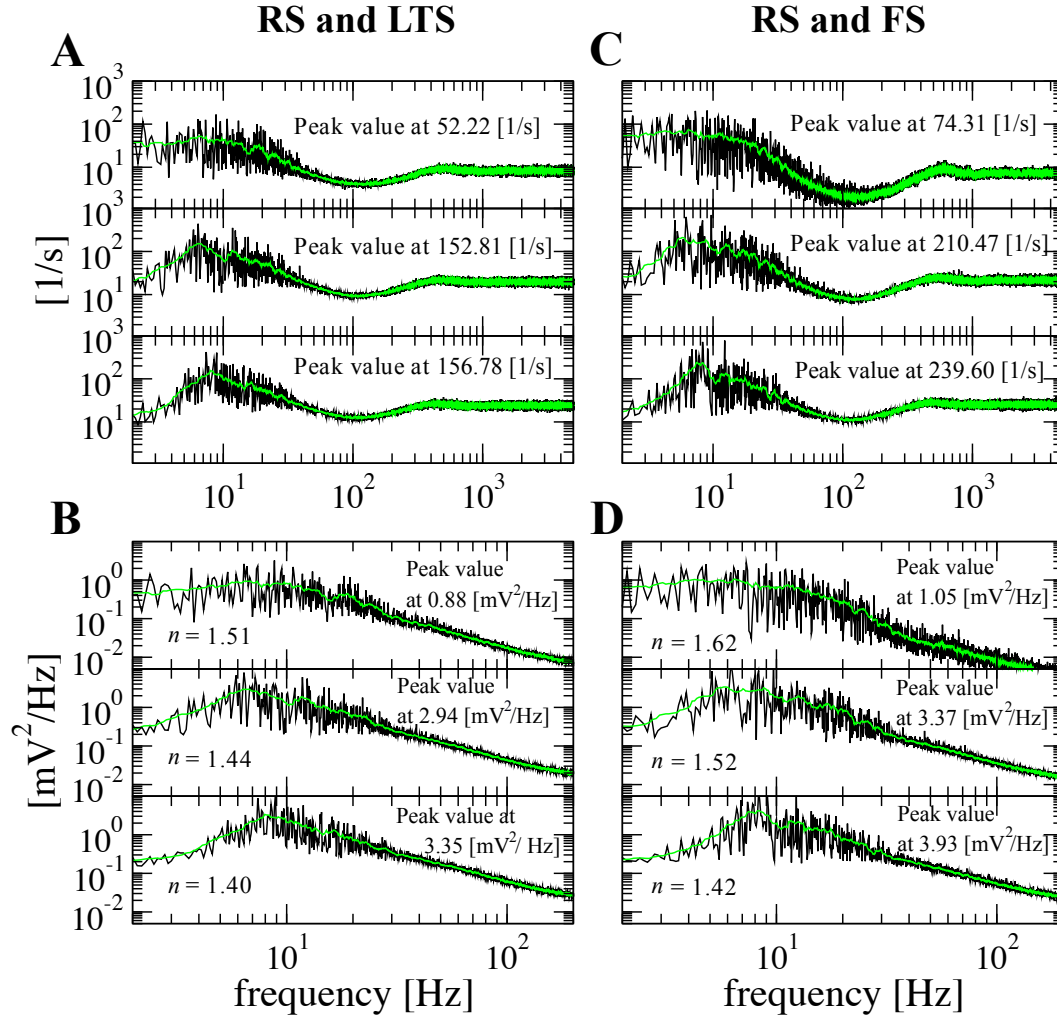 RS and LTS
RS and FS
A
10^3
10^2
10^1
10^3
10^2
10^1
10^3
10^2
10^1
[1/s]
Peak value at 52.22 [1/s]
Peak value at 152.81 [1/s]
Peak value at 156.78 [1/s]
10^1 10^2 10^3
C
Peak value at 74.31 [1/s]
Peak value at 210.47 [1/s]
Peak value at 239.60 [1/s]
10^1 10^2 10^3
B
10^0
10^-1
10^-2
10^0
10^-1
10^-2
10^0
10^-1
10^-2
[mV^2/Hz]
Peak value
at 0.88 [mV^2/Hz]
n = 1.51
Peak value
at 2.94 [mV^2/Hz]
n = 1.44
Peak value at
3.35 [mV^2/ Hz]
n = 1.40
10^1 10^2
frequency [Hz]
D
Peak value
at 1.05 [mV^2/Hz]
n = 1.62
Peak value
at 3.37 [mV^2/Hz]
n = 1.52
Peak value
at 3.93 [mV^2/Hz]
n = 1.42
10^1 10^2
frequency [Hz]